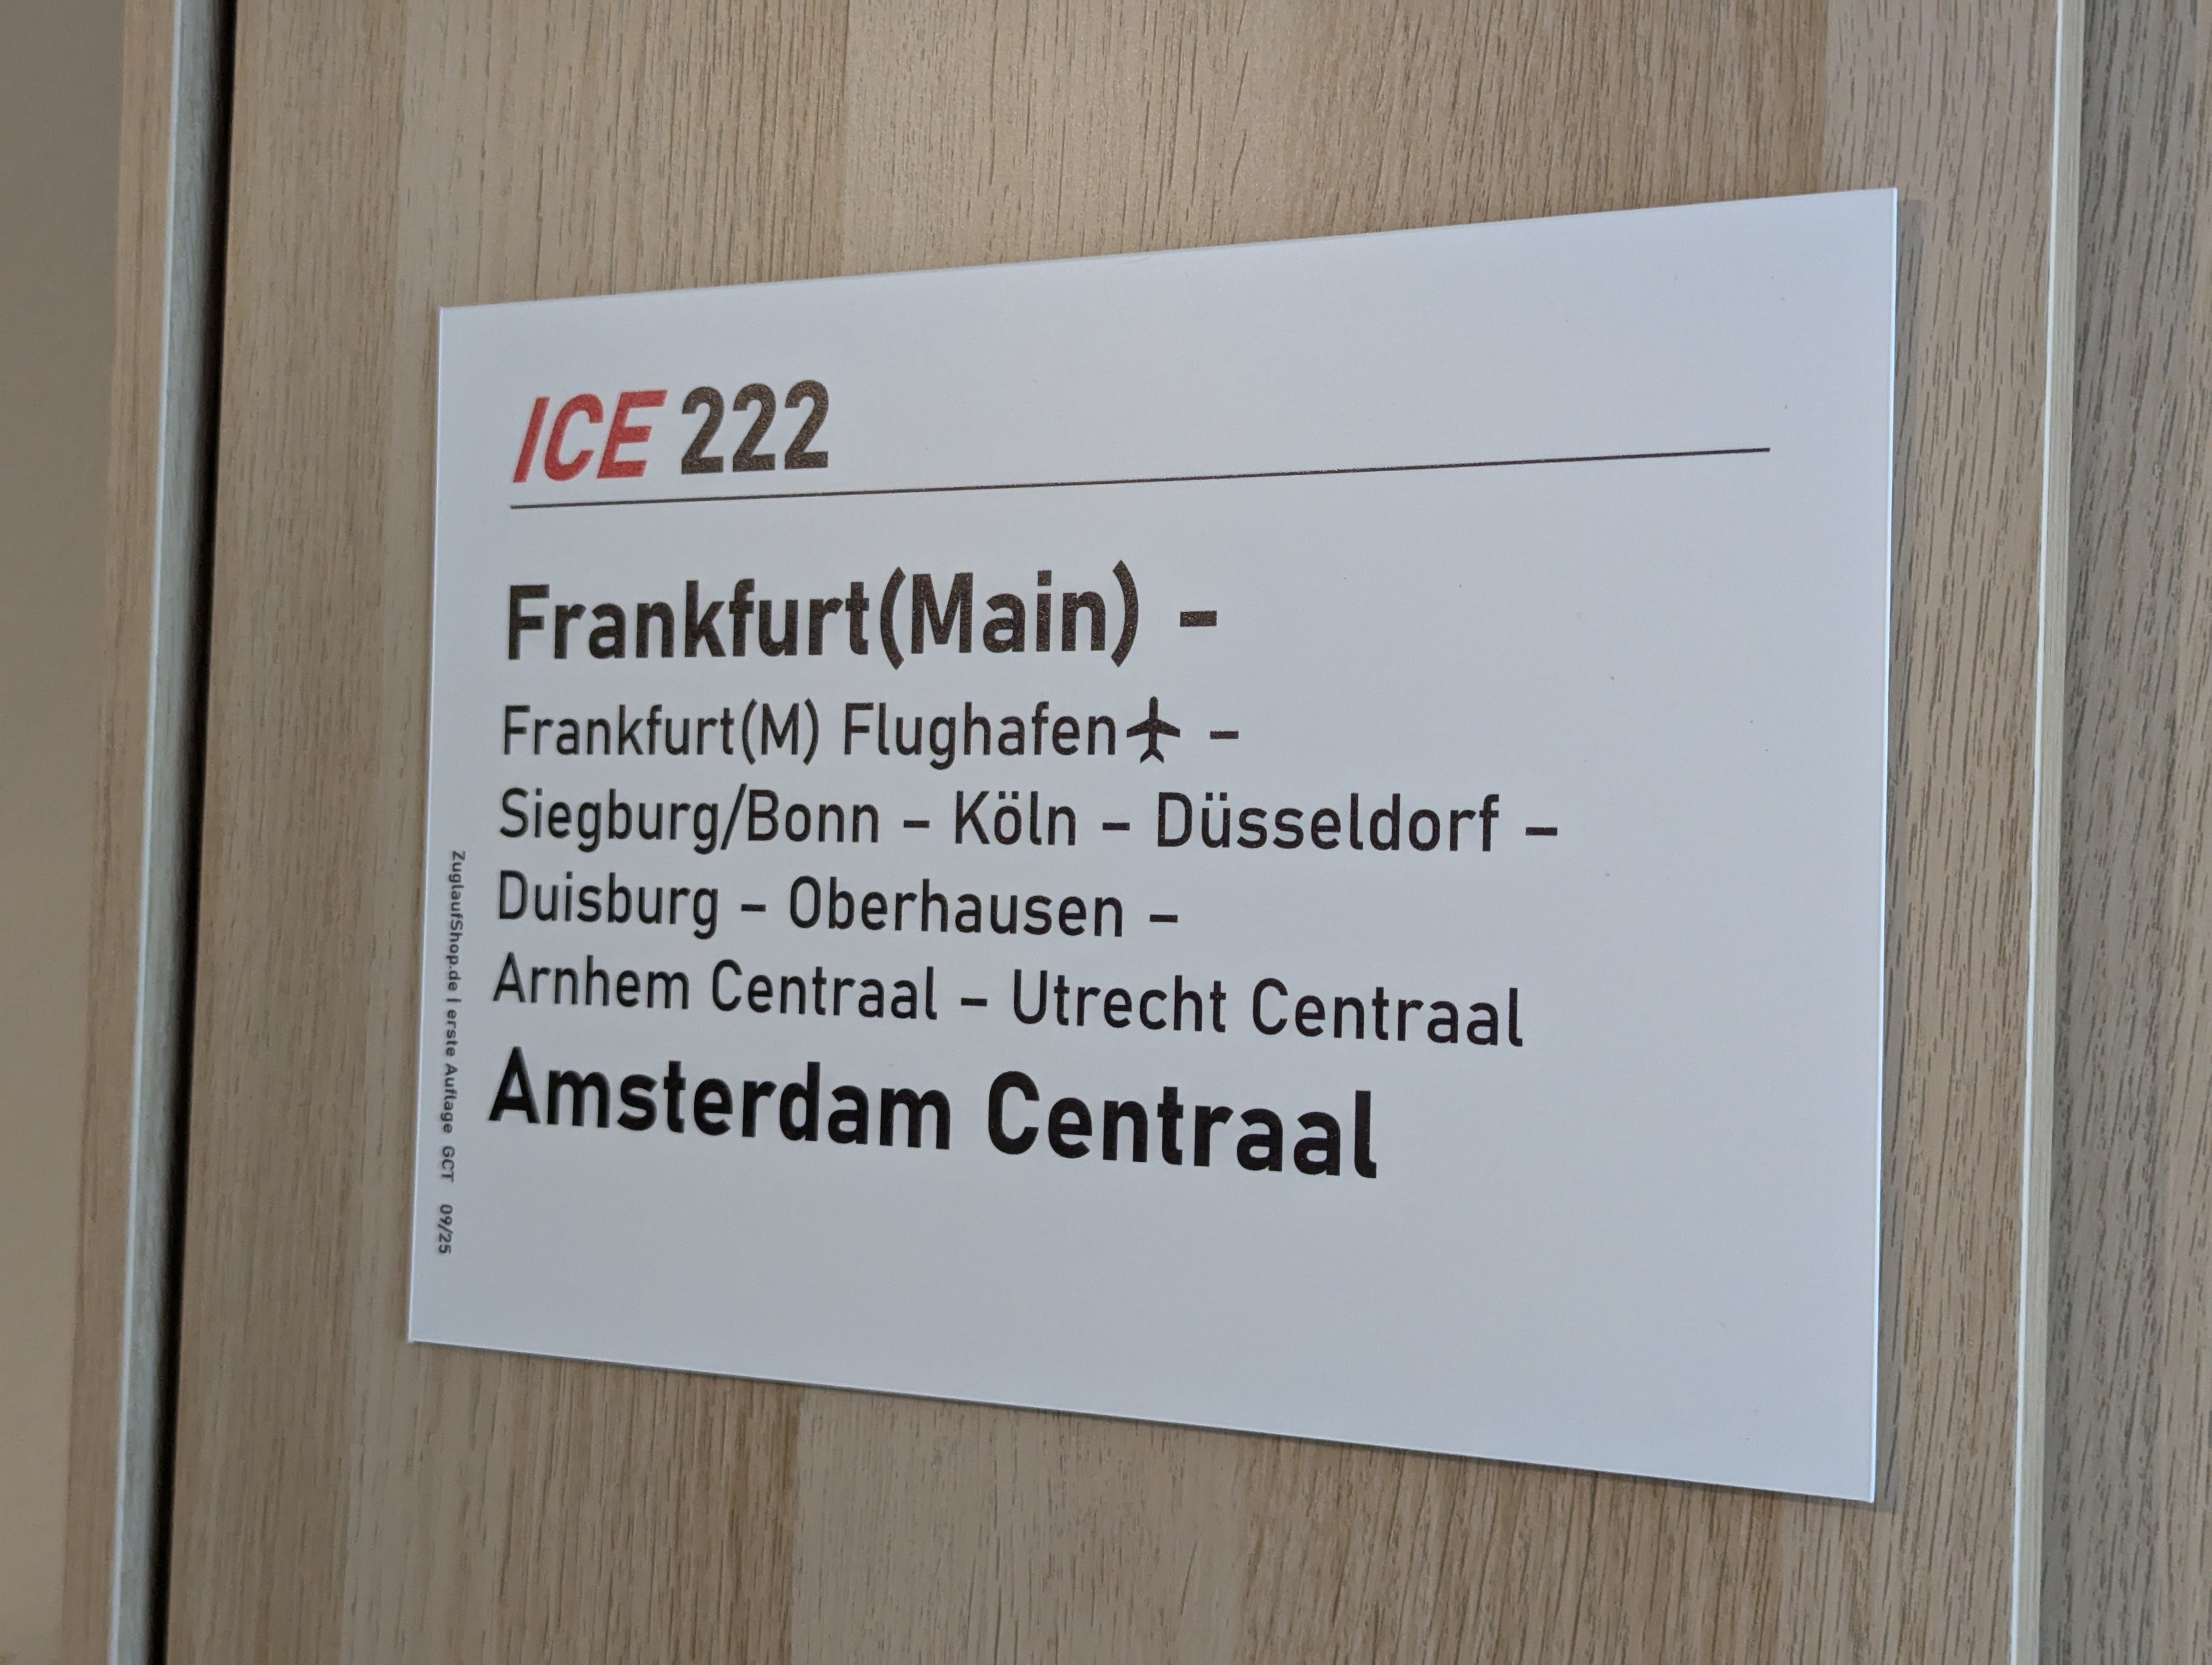 ICE 222
Frankfurt(Main) -
Frankfurt(M) Flughafen –
Siegburg/Bonn – Köln – Düsseldorf –
Duisburg – Oberhausen –
Arnhem Centraal – Utrecht Centraal
Amsterdam Centraal
ZuglaufShop.de | erste Auflage GCT 09/25